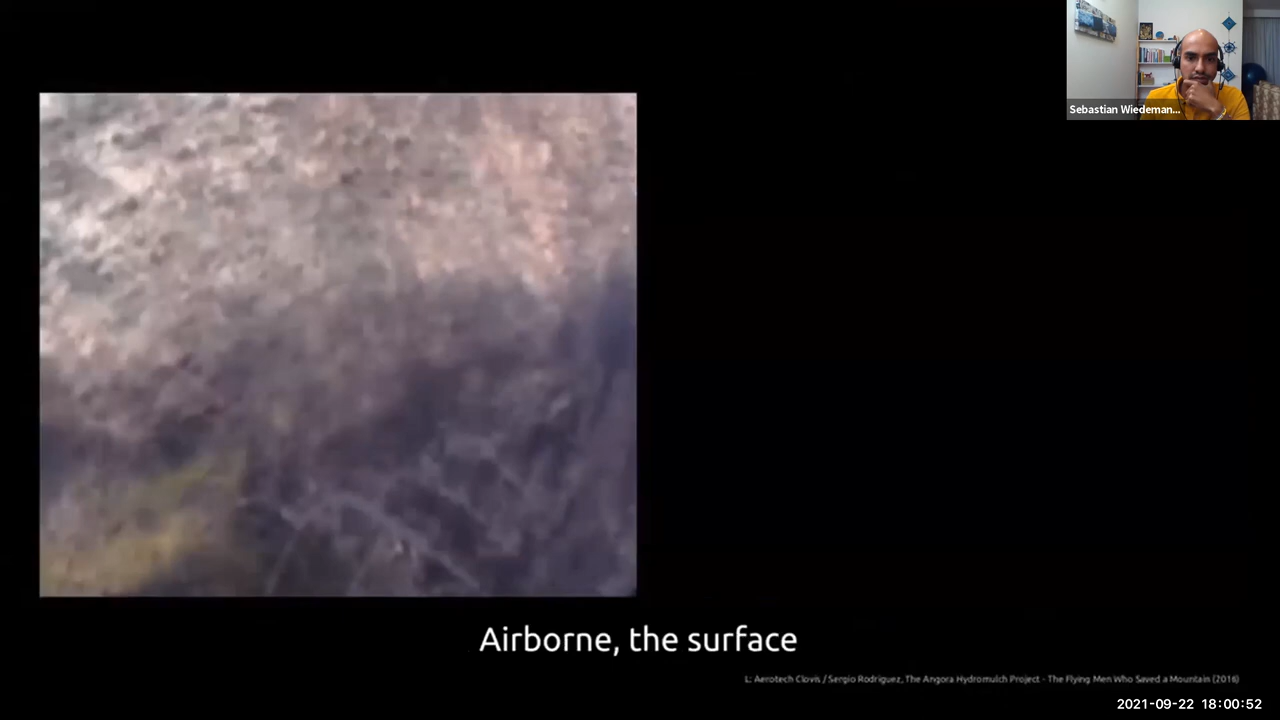 Sebastian Wiedeman...
Airborne, the surface
L: Aerotech Clovis / Sergio Rodriguez, The Angora Hydromulch Project - The Flying Men Who Saved a Mountain (2016)
2021-09-22 18:00:52